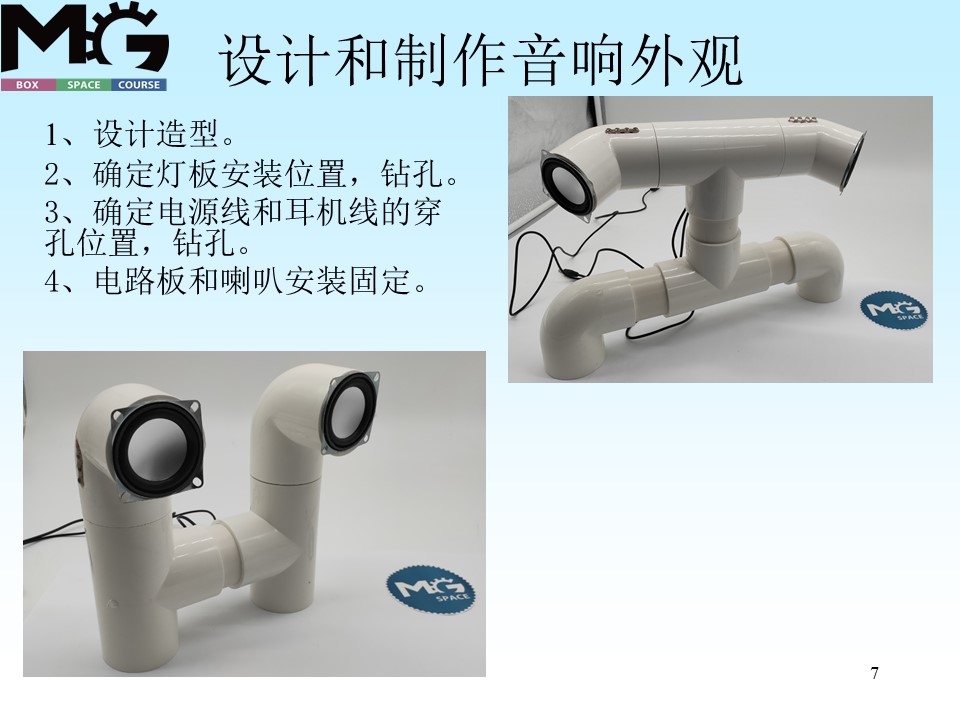 MG
BOX SPACE COURSE
设计和制作音响外观
1、设计造型。
2、确定灯板安装位置，钻孔。
3、确定电源线和耳机线的穿
孔位置，钻孔。
4、电路板和喇叭安装固定。
MG
SPACE
MG
SPACE
7